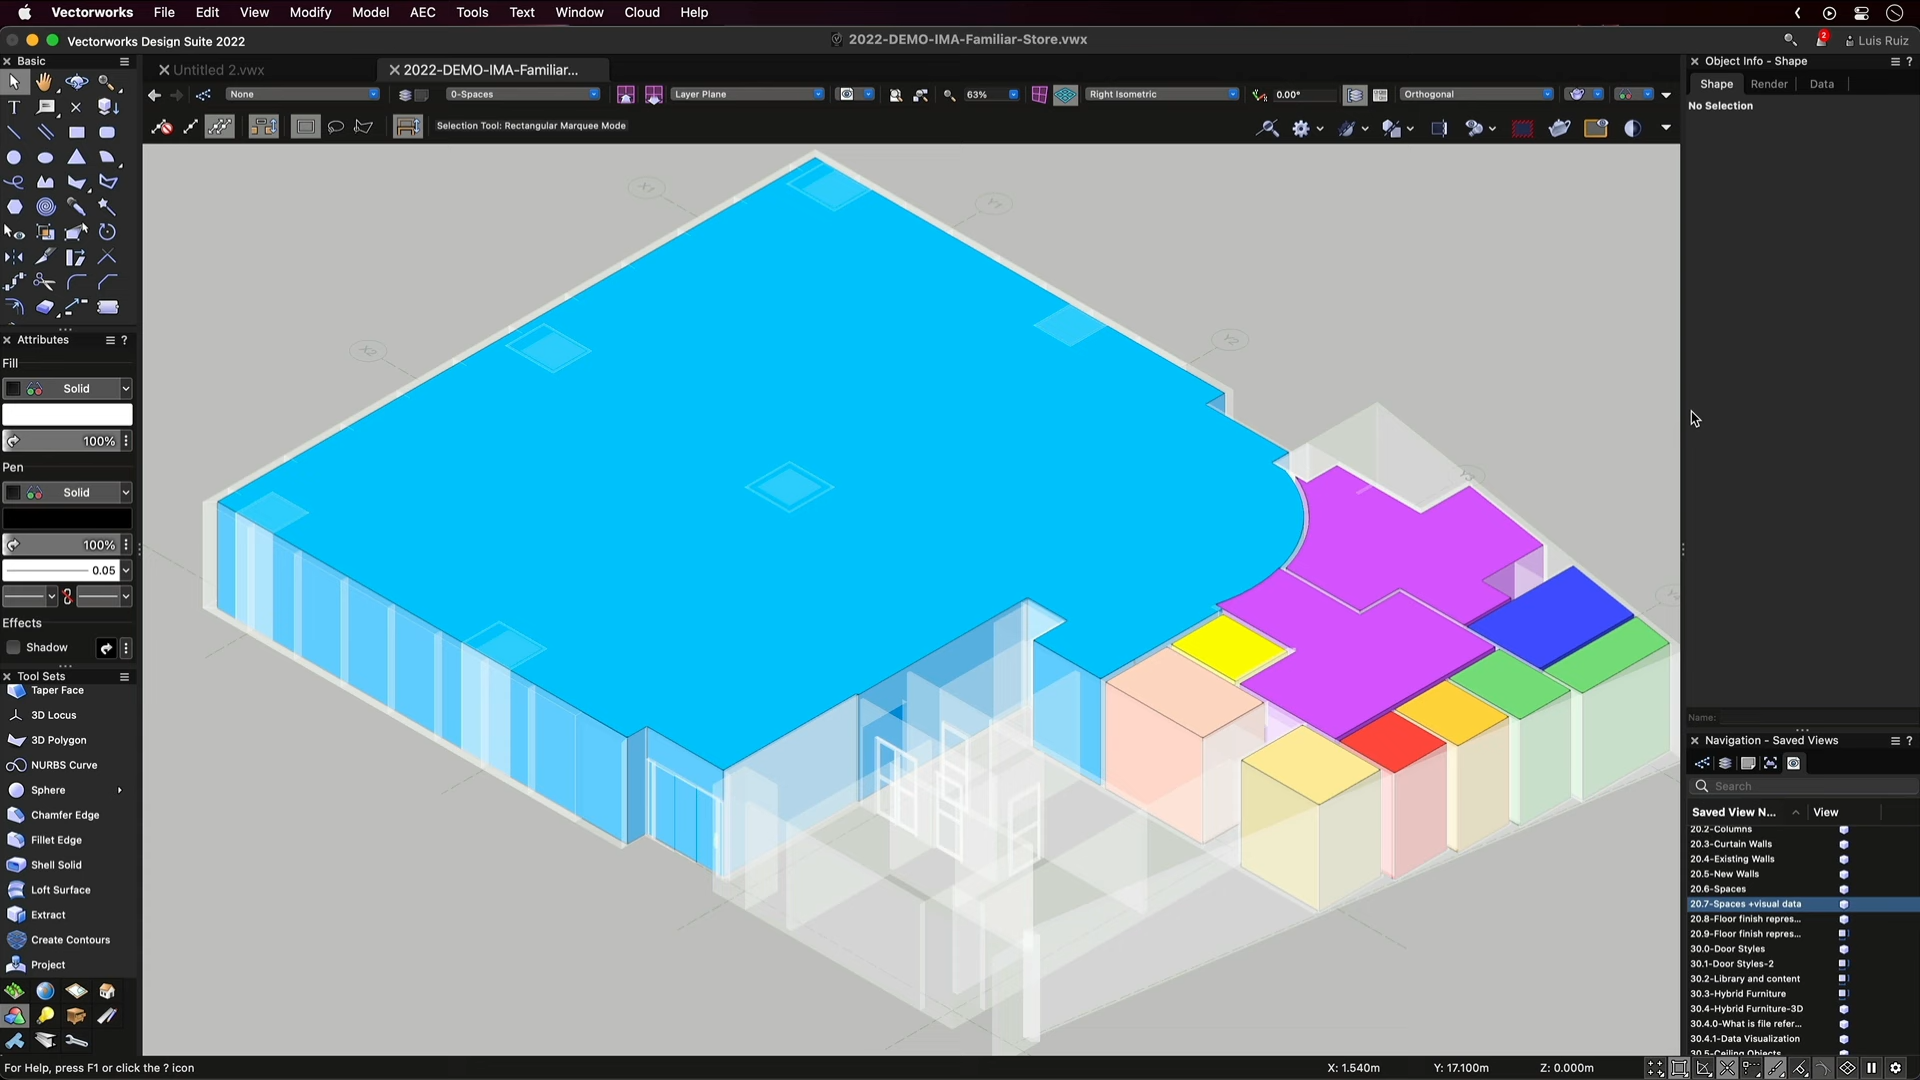 Vectorworks File Edit View Modify Model AEC Tools Text Window Cloud Help
Vectorworks Design Suite 2022
2022-DEMO-IMA-Familiar-Store.vwx
2
Luis Ruiz
Basic
Untitled 2.vwx
2022-DEMO-IMA-Familiar...
Object Info - Shape
?
Shape Render Data
No Selection
None
0-Spaces
Layer Plane
63%
Right Isometric
0.00°
Orthogonal
Selection Tool: Rectangular Marquee Mode
X1
Y1
X2
Y2
Attributes
?
Fill
Solid
100%
Pen
Solid
100%
0.05
Effects
Shadow
Tool Sets
Taper Face
3D Locus
3D Polygon
NURBS Curve
Sphere
Chamfer Edge
Fillet Edge
Shell Solid
Loft Surface
Extract
Create Contours
Project
Name:
Navigation - Saved Views
?
Search
Saved View N... View
20.2-Columns
20.3-Curtain Walls
20.4-Existing Walls
20.5-New Walls
20.6-Spaces
20.7-Spaces +visual data
20.8-Floor finish repres...
20.9-Floor finish repres...
30.0-Door Styles
30.1-Door Styles-2
30.2-Library and content
30.3-Hybrid Furniture
30.4-Hybrid Furniture-3D
30.4.0-What is file refer...
30.4.1-Data Visualization
30.5-Ceiling Objects
For Help, press F1 or click the ? icon
X: 1.540m Y: 17.100m Z: 0.000m